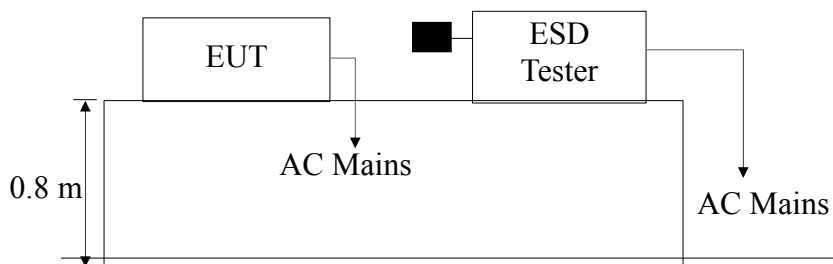 EUT
ESD
Tester
AC Mains
0.8 m
AC Mains